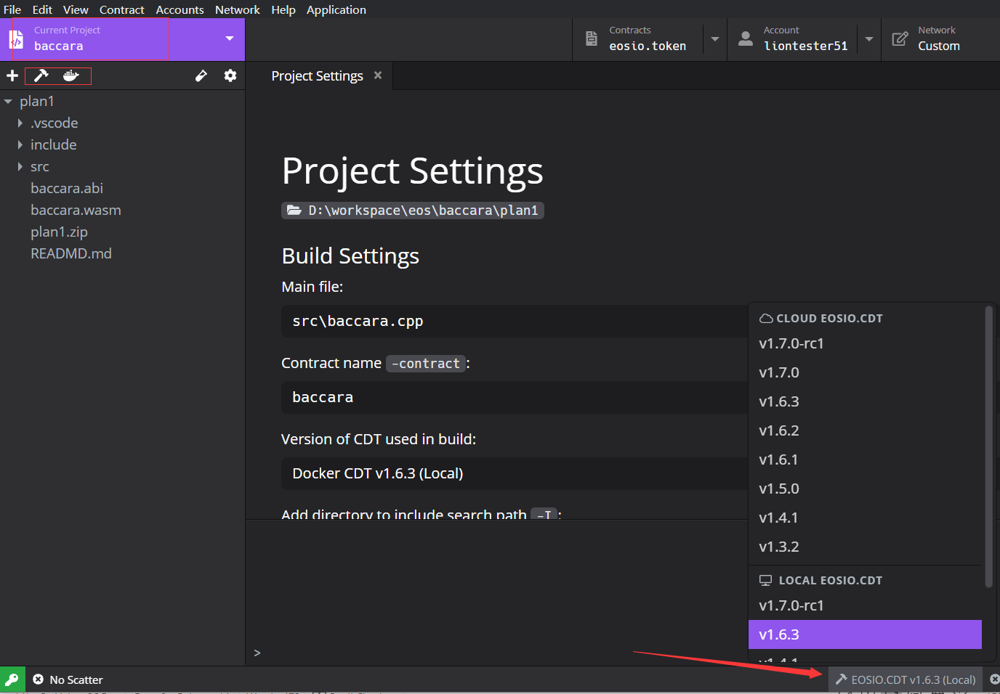 File Edit View Contract Accounts Network Help Application
Current Project
baccara
Contracts
eosio.token
Account
liontester51
Network
Custom
Project Settings
plan1
.vscode
include
src
baccara.abi
baccara.wasm
plan1.zip
READMD.md
Project Settings
D:\workspace\eos\baccara\plan1
Build Settings
Main file:
src\baccara.cpp
Contract name -contract:
baccara
Version of CDT used in build:
Docker CDT v1.6.3 (Local)
Add directory to include search path -I:
CLOUD EOSIO.CDT
v1.7.0-rc1
v1.7.0
v1.6.3
v1.6.2
v1.6.1
v1.5.0
v1.4.1
v1.3.2
LOCAL EOSIO.CDT
v1.7.0-rc1
v1.6.3
v1.4.1
>
No Scatter
EOSIO.CDT v1.6.3 (Local)